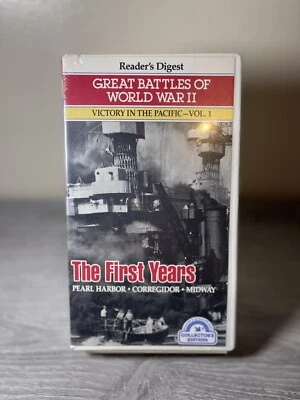 Reader's Digest
GREAT BATTLES OF
WORLD WAR II
VICTORY IN THE PACIFIC—VOL. 1
The First Years
PEARL HARBOR • CORREGIDOR • MIDWAY
COLLECTOR'S
EDITION